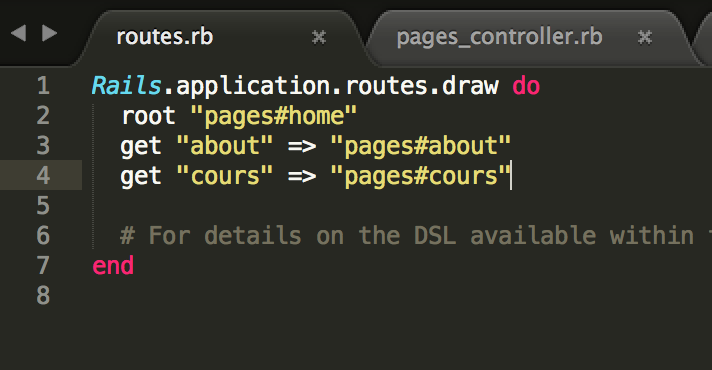 routes.rb
pages_controller.rb
1 Rails.application.routes.draw do
2 root "pages#home"
3 get "about" => "pages#about"
4 get "cours" => "pages#cours"
5
6 # For details on the DSL available within
7 end
8